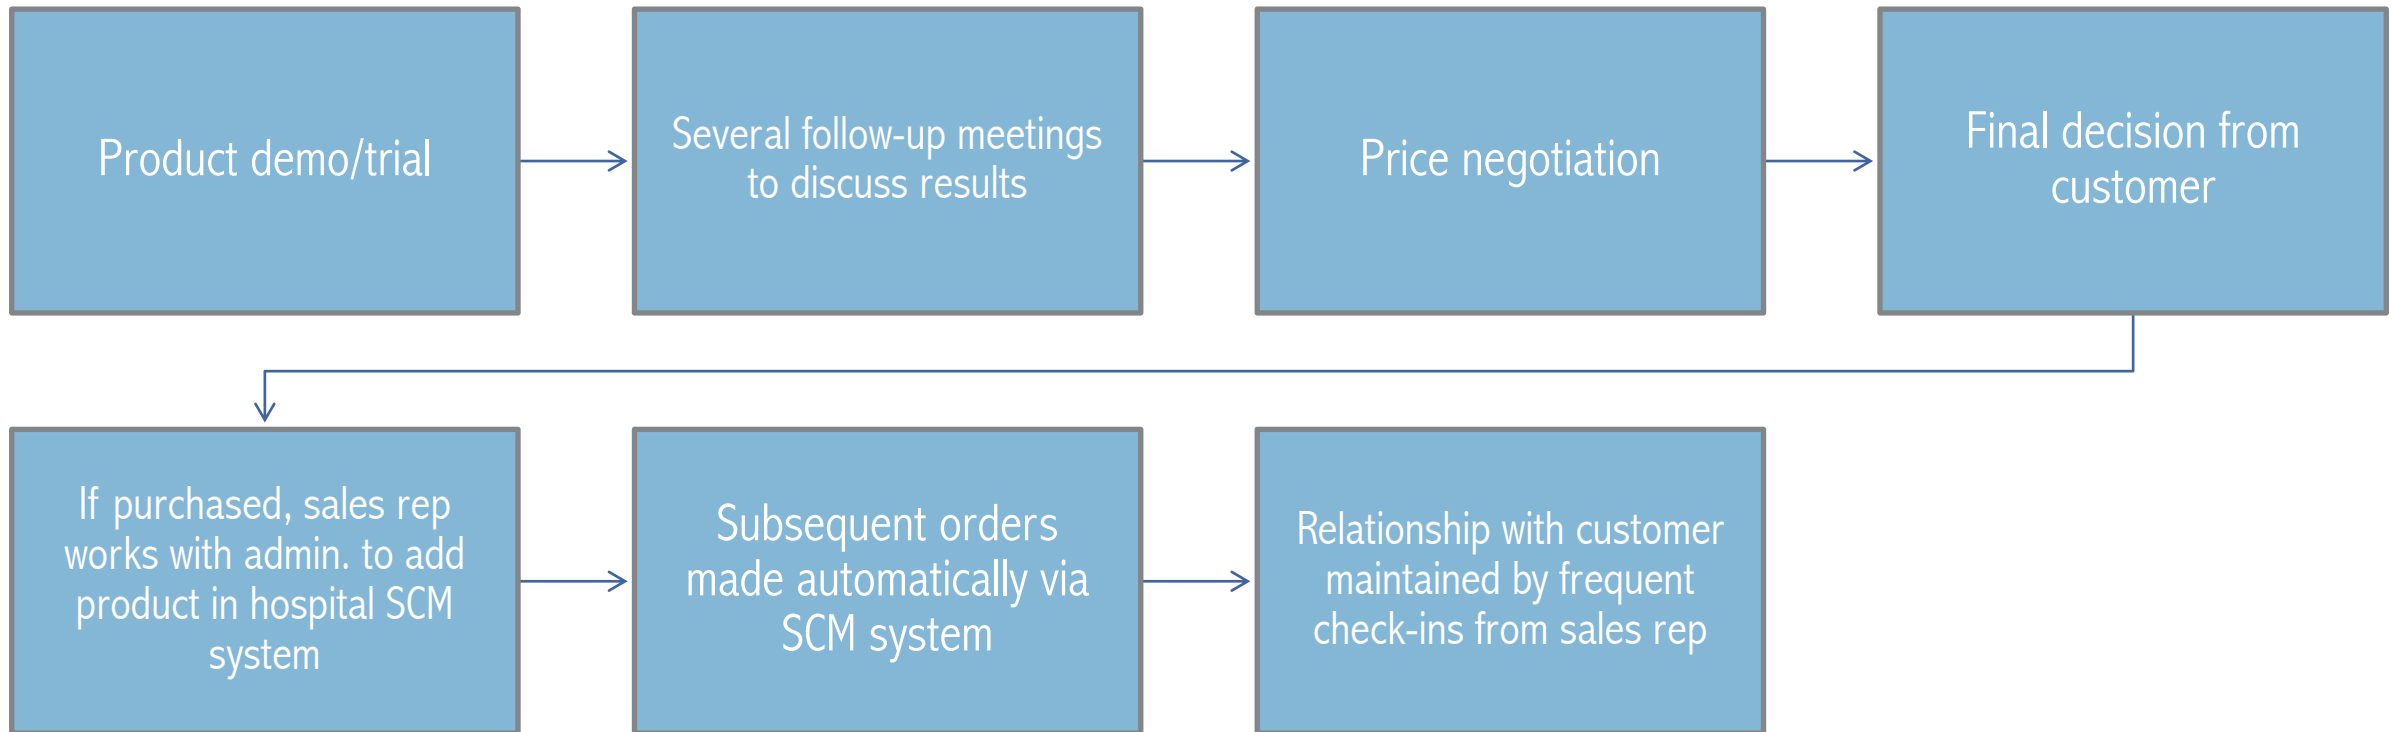 Product demo/trial
Several follow-up meetings
to discuss results
Price negotiation
Final decision from
customer
If purchased, sales rep
works with admin. to add
product in hospital SCM
system
Subsequent orders
made automatically via
SCM system
Relationship with customer
maintained by frequent
check-ins from sales rep